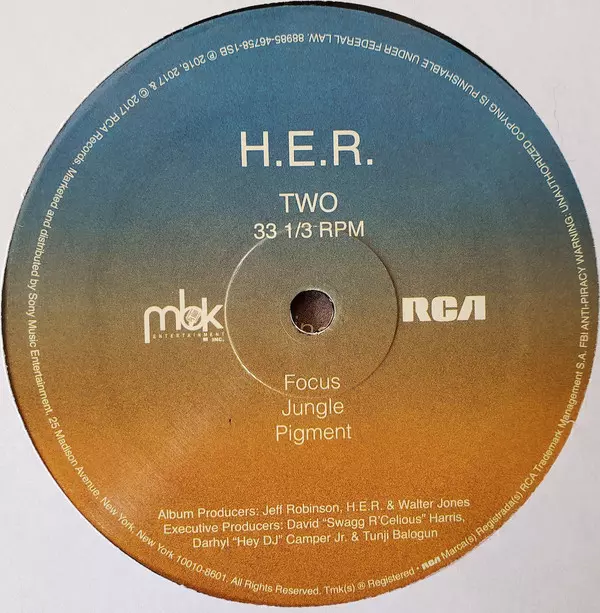 H.E.R.
TWO
33 1/3 RPM
mbk
ENTERTAINMENT
INC.
RCA
Focus
Jungle
Pigment
Album Producers: Jeff Robinson, H.E.R. & Walter Jones
Executive Producers: David “Swagg R’Celious” Harris,
Darhyl “Hey DJ” Camper Jr. & Tunji Balogun
℗ 2016, 2017 & © 2017 RCA Records. Marketed and distributed by Sony Music Entertainment. 25 Madison Avenue, New York, New York 10010-8601. All Rights Reserved. Tmk(s) ® Registered • RCA Marca(s) Registrada(s) RCA Trademark Management S.A. FBI ANTI-PIRACY WARNING: UNAUTHORIZED COPYING IS PUNISHABLE UNDER FEDERAL LAW. 88985-46758-1SB